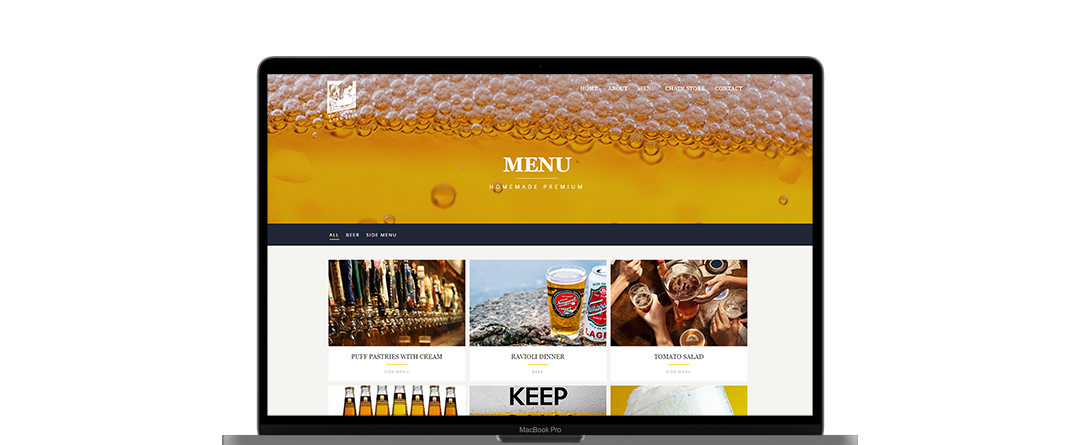 HOME ABOUT MENU CHAIN STORE CONTACT
MENU
HOMEMADE PREMIUM
ALL BEER SIDE MENU
LAGER
PUFF PASTRIES WITH CREAM
SIDE MENU
RAVIOLI DINNER
BEER
TOMATO SALAD
SIDE MENU
KEEP
MacBook Pro